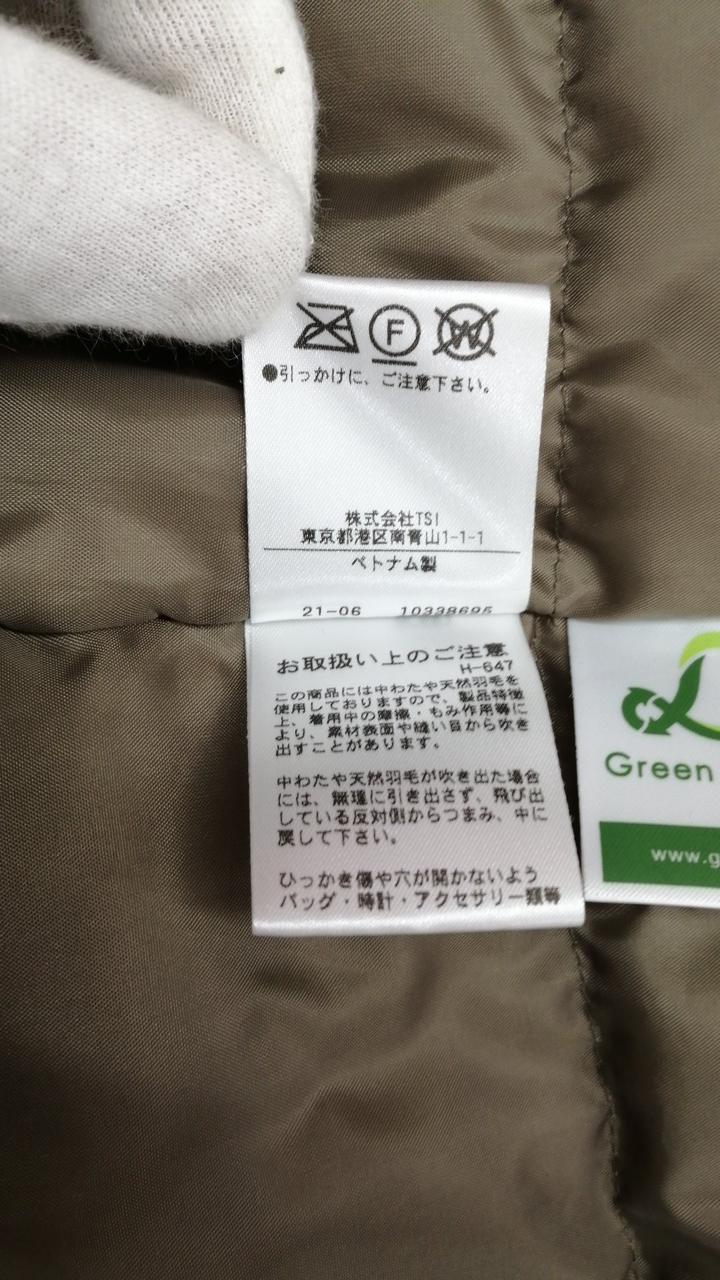 F
W
●引っかけに、ご注意下さい。
株式会社TSI
東京都港区南青山1-1-1
ベトナム製
21-06 10338695
お取扱い上のご注意
H-647
この商品には中わたや天然羽毛を
使用しておりますので、製品特徴
上、着用中の摩擦・もみ作用等に
より、素材表面や縫い目から吹き
出すことがあります。
中わたや天然羽毛が吹き出た場合
には、無理に引き出さず、飛び出
している反対側からつまみ、中に
戻して下さい。
ひっかき傷や穴が開かないよう
バッグ・時計・アクセサリー類等
Green
www.g